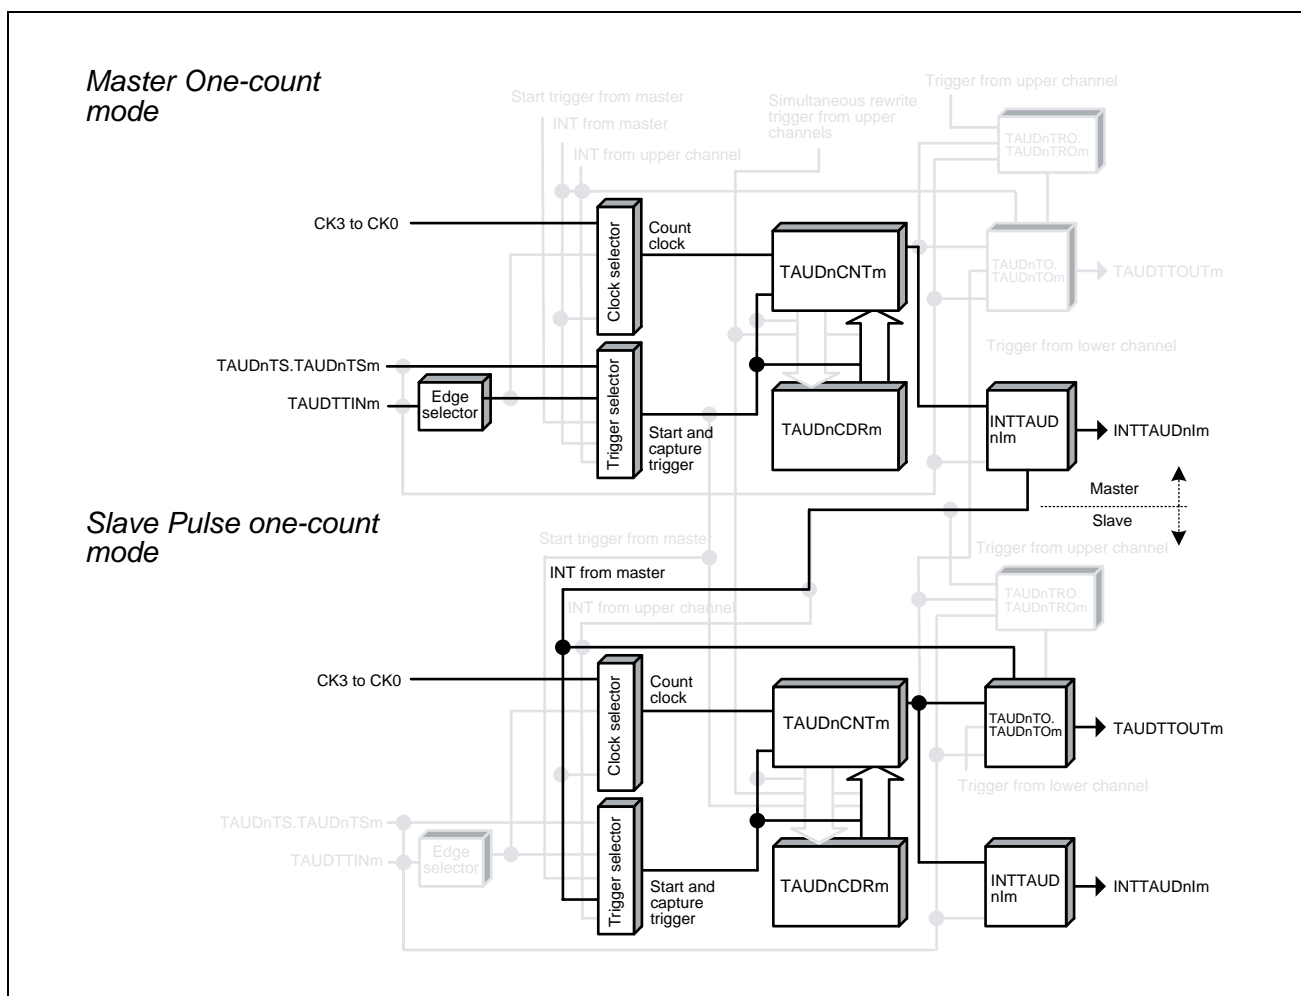 Master One-count
mode
Start trigger from master
INT from master
INT from upper channel
Simultaneous rewrite
trigger from upper
channels
Trigger from upper channel
TAUDnTRO.
TAUDnTROm
CK3 to CK0
Clock selector
Count
clock
TAUDnCNTm
TAUDnTO.
TAUDnTOm
TAUDTTOUTm
Trigger from lower channel
TAUDnTS.TAUDnTSm
TAUDTTINm
Edge
selector
Trigger selector
Start and
capture
trigger
TAUDnCDRm
INTTAUD
nIm
INTTAUDnIm
Master
Slave
Slave Pulse one-count
mode
Start trigger from master
INT from master
INT from upper channel
Trigger from upper channel
TAUDnTRO.
TAUDnTROm
CK3 to CK0
Clock selector
Count
clock
TAUDnCNTm
TAUDnTO.
TAUDnTOm
TAUDTTOUTm
Trigger from lower channel
TAUDnTS.TAUDnTSm
TAUDTTINm
Edge
selector
Trigger selector
Start and
capture
trigger
TAUDnCDRm
INTTAUD
nIm
INTTAUDnIm